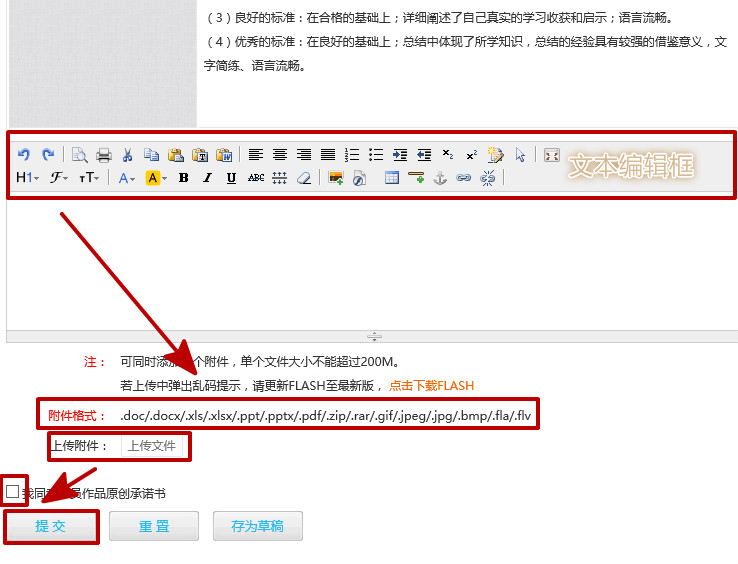 （3）良好的标准：在合格的基础上；详细阐述了自己真实的学习收获和启示；语言流畅。
（4）优秀的标准：在良好的基础上；总结中体现了所学知识，总结的经验具有较强的借鉴意义，文
字简练、语言流畅。
文本编辑框
H1 F TT A A B I U ABC
注： 可同时添 个附件，单个文件大小不能超过200M。
若上传中弹出乱码提示，请更新FLASH至最新版， 点击下载FLASH
附件格式： .doc/.docx/.xls/.xlsx/.ppt/.pptx/.pdf/.zip/.rar/.gif/.jpeg/.jpg/.bmp/.fla/.flv
上传附件： 上传文件
我同 员作品原创承诺书
提 交 重 置 存为草稿